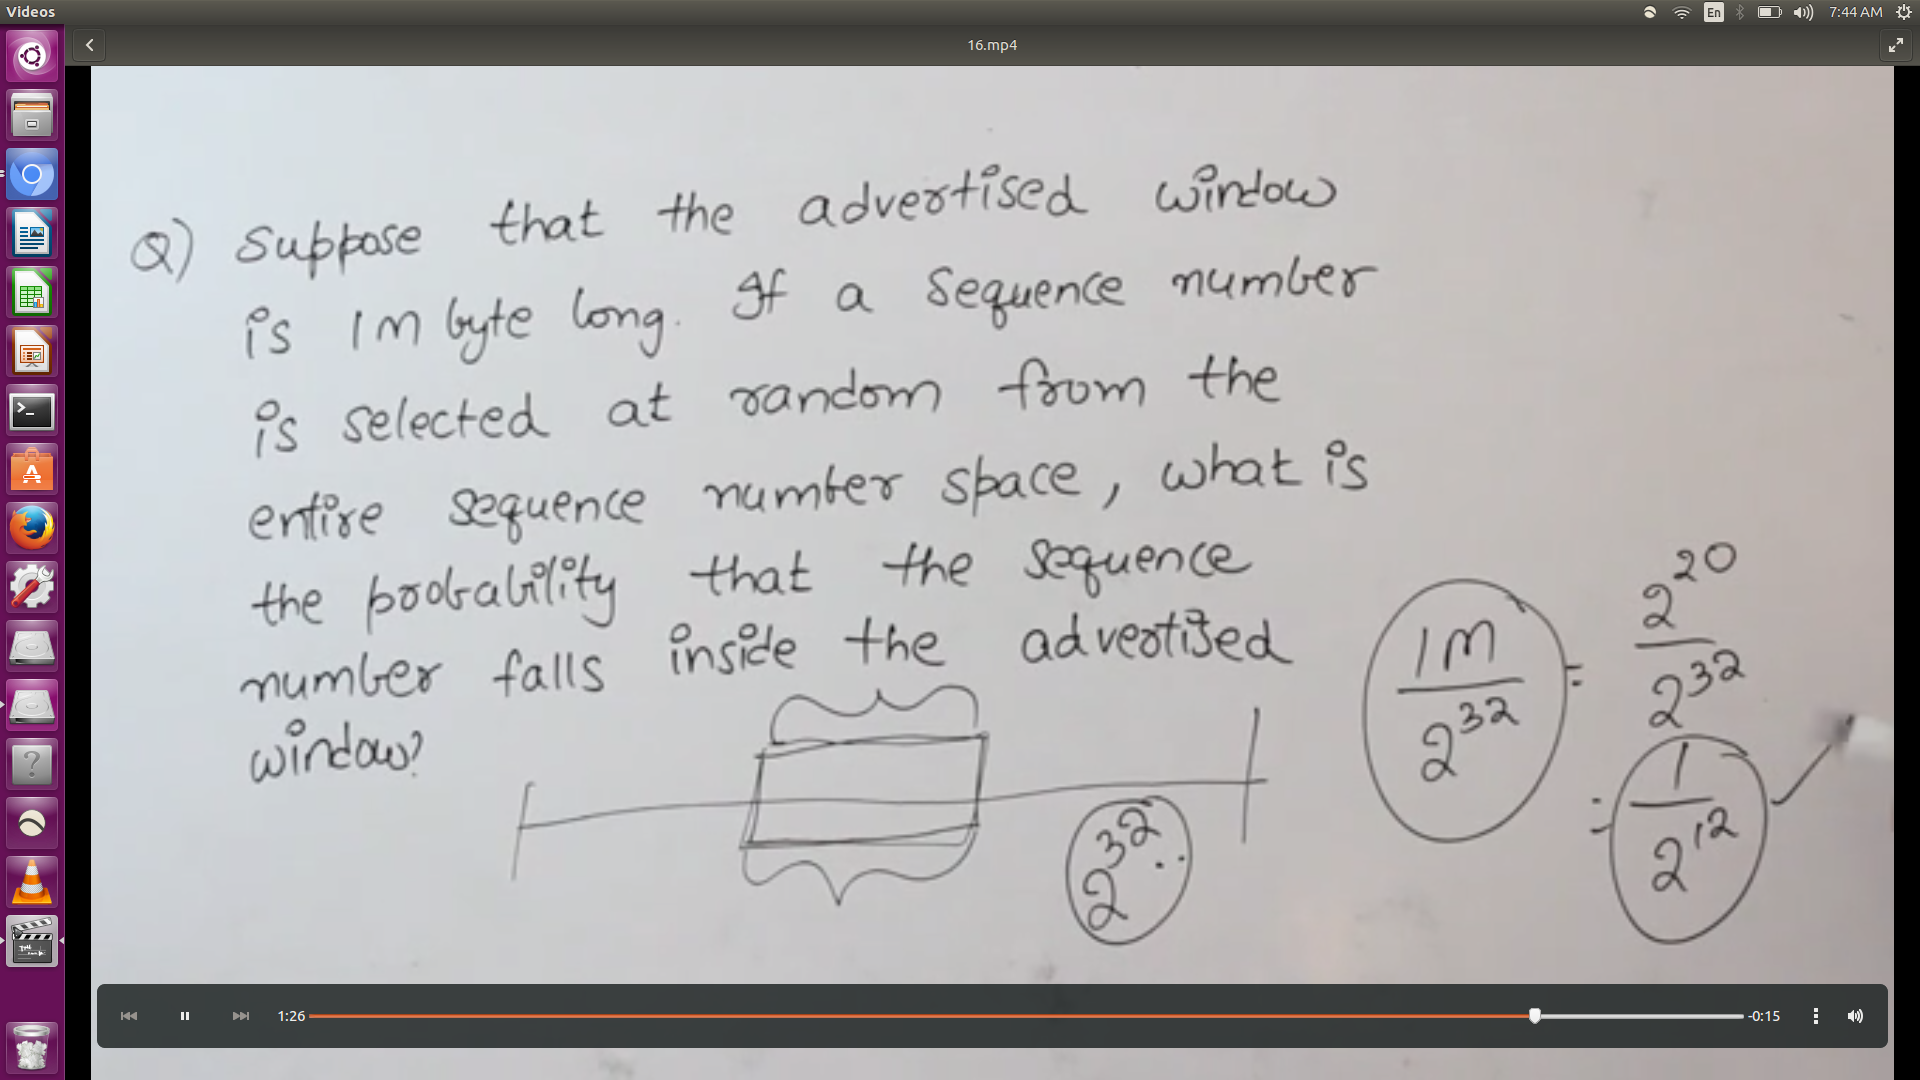 Videos
En
7:44 AM
16.mp4
Q) Suppose that the advertised window
is 1M byte long. If a sequence number
is selected at random from the
entire sequence number space, what is
the probability that the sequence
number falls inside the advertised
window?
1M / 2^32 = 2^20 / 2^32
= 1 / 2^12
2^32
1:26
-0:15